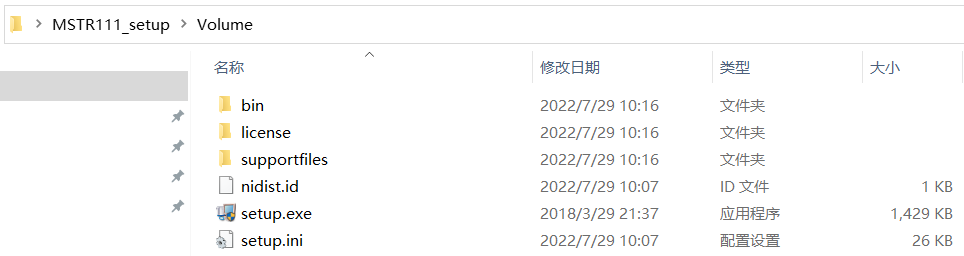 MSTR111_setup > Volume
名称 修改日期 类型 大小
bin 2022/7/29 10:16 文件夹
license 2022/7/29 10:16 文件夹
supportfiles 2022/7/29 10:16 文件夹
nidist.id 2022/7/29 10:07 ID 文件 1 KB
setup.exe 2018/3/29 21:37 应用程序 1,429 KB
setup.ini 2022/7/29 10:07 配置设置 26 KB